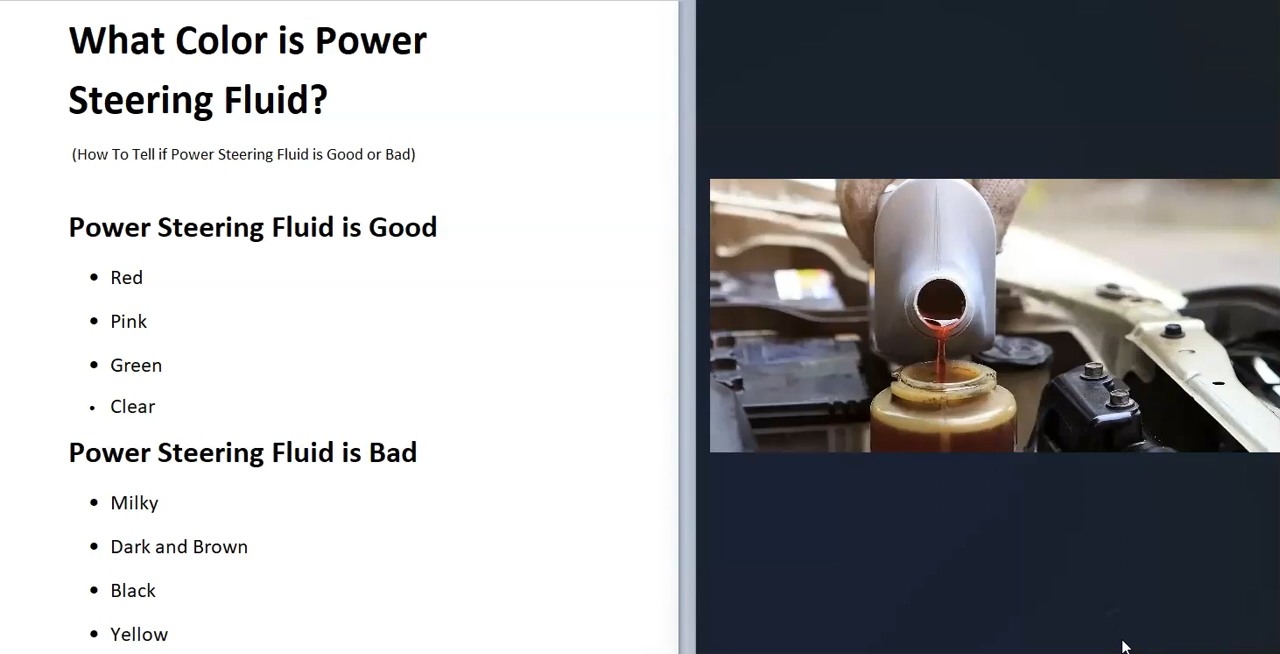 What Color is Power
Steering Fluid?
(How To Tell if Power Steering Fluid is Good or Bad)
Power Steering Fluid is Good
• Red
• Pink
• Green
• Clear
Power Steering Fluid is Bad
• Milky
• Dark and Brown
• Black
• Yellow